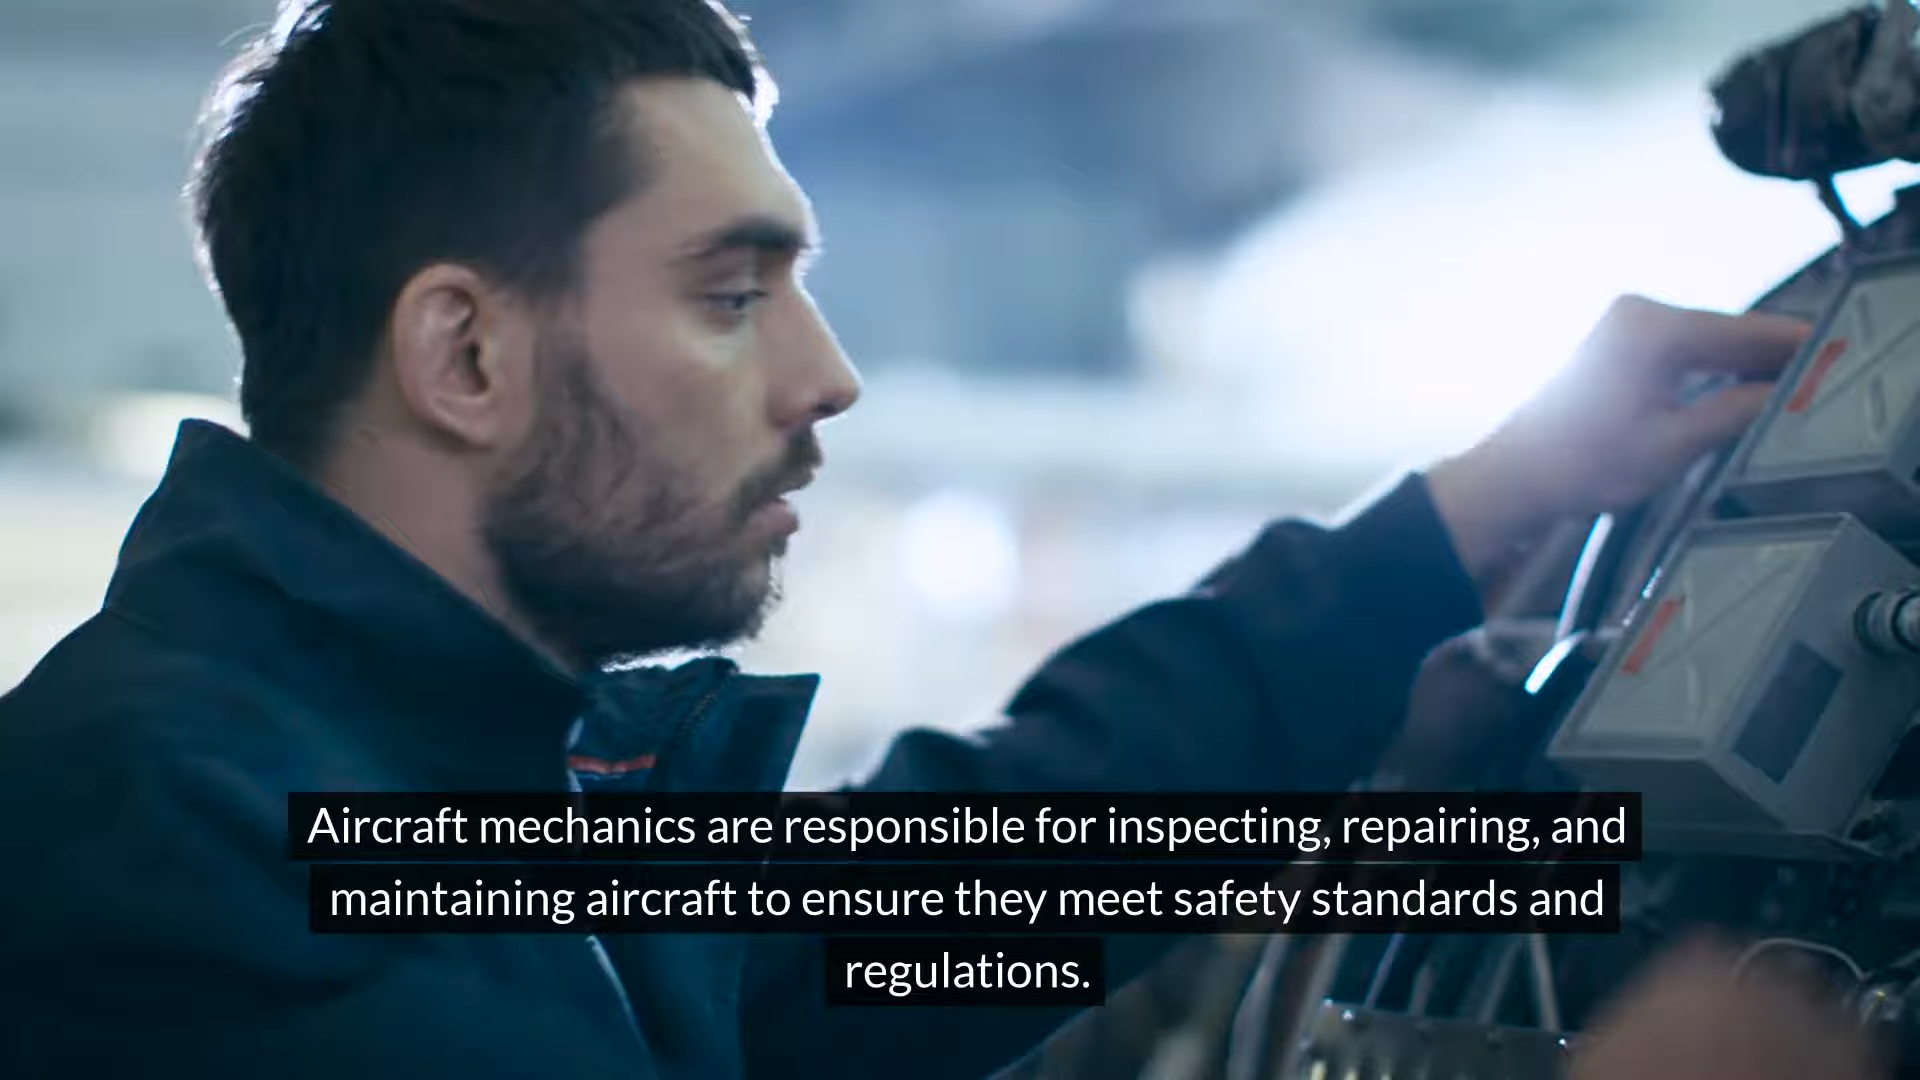 Aircraft mechanics are responsible for inspecting, repairing, and
maintaining aircraft to ensure they meet safety standards and
regulations.